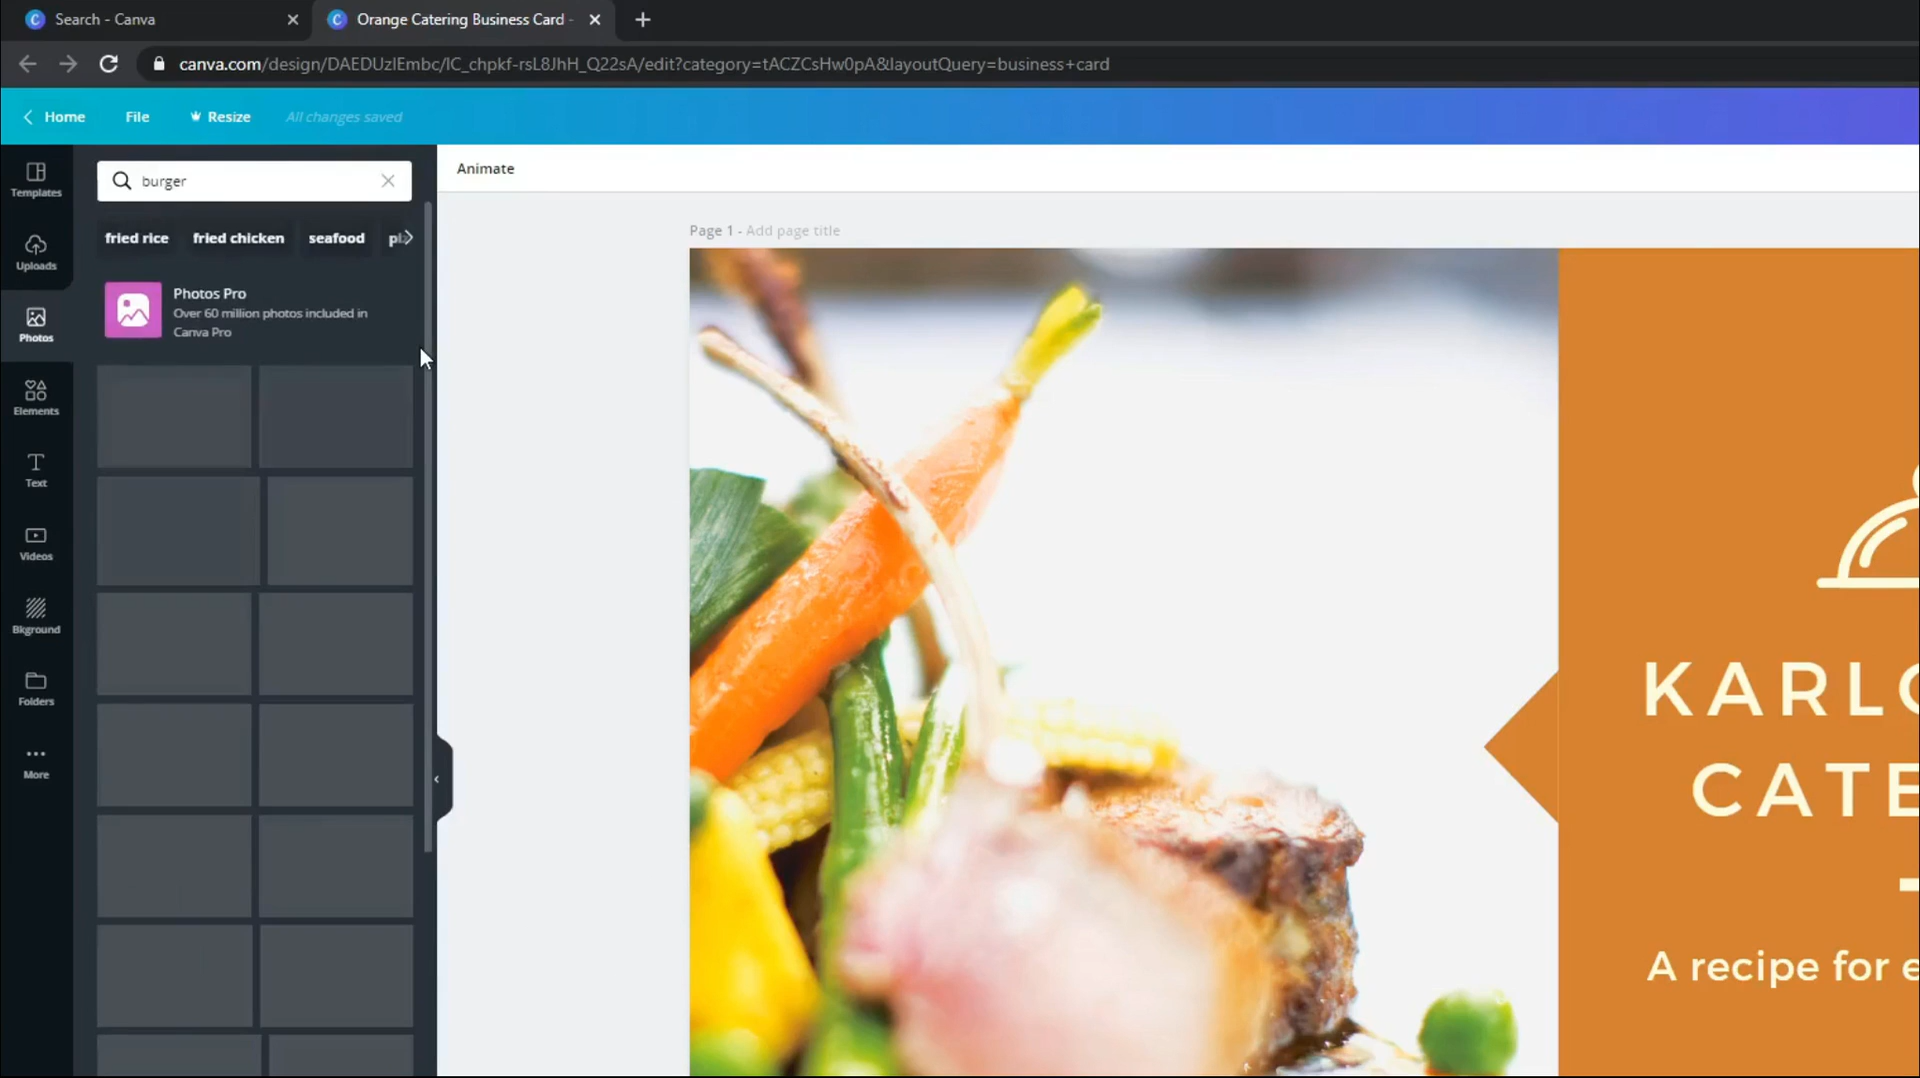 Search - Canva
Orange Catering Business Card -
canva.com/design/DAEDUzlEmbc/IC_chpkf-rsL8JhH_Q22sA/edit?category=tACZCsHw0pA&layoutQuery=business+card
Home
File
Resize
All changes saved
Templates
Uploads
Photos
Elements
Text
Videos
Bkground
Folders
More
burger
fried rice
fried chicken
seafood
Photos Pro
Over 60 million photos included in
Canva Pro
Animate
Page 1 - Add page title
KARLO
CATE
A recipe for e